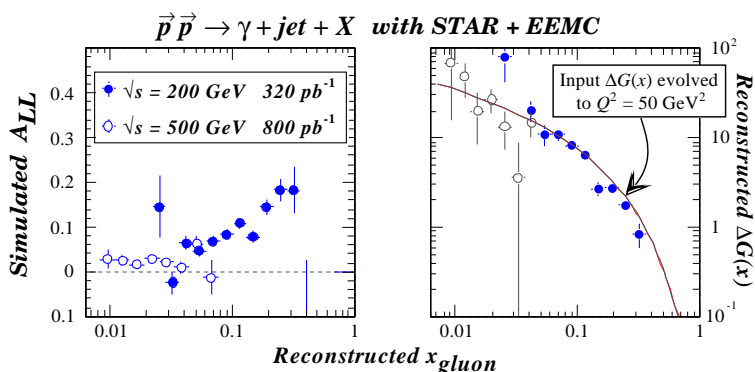 p⃗ p⃗ → γ + jet + X with STAR + EEMC
Simulated A_LL
0.4
0.3
0.2
0.1
0
0.1
√s = 200 GeV 320 pb⁻¹
√s = 500 GeV 800 pb⁻¹
0.01
0.1
1
Input ΔG(x) evolved
to Q² = 50 GeV²
10²
10
1
10⁻¹
Reconstructed ΔG(x)
0.01
0.1
1
Reconstructed x_gluon